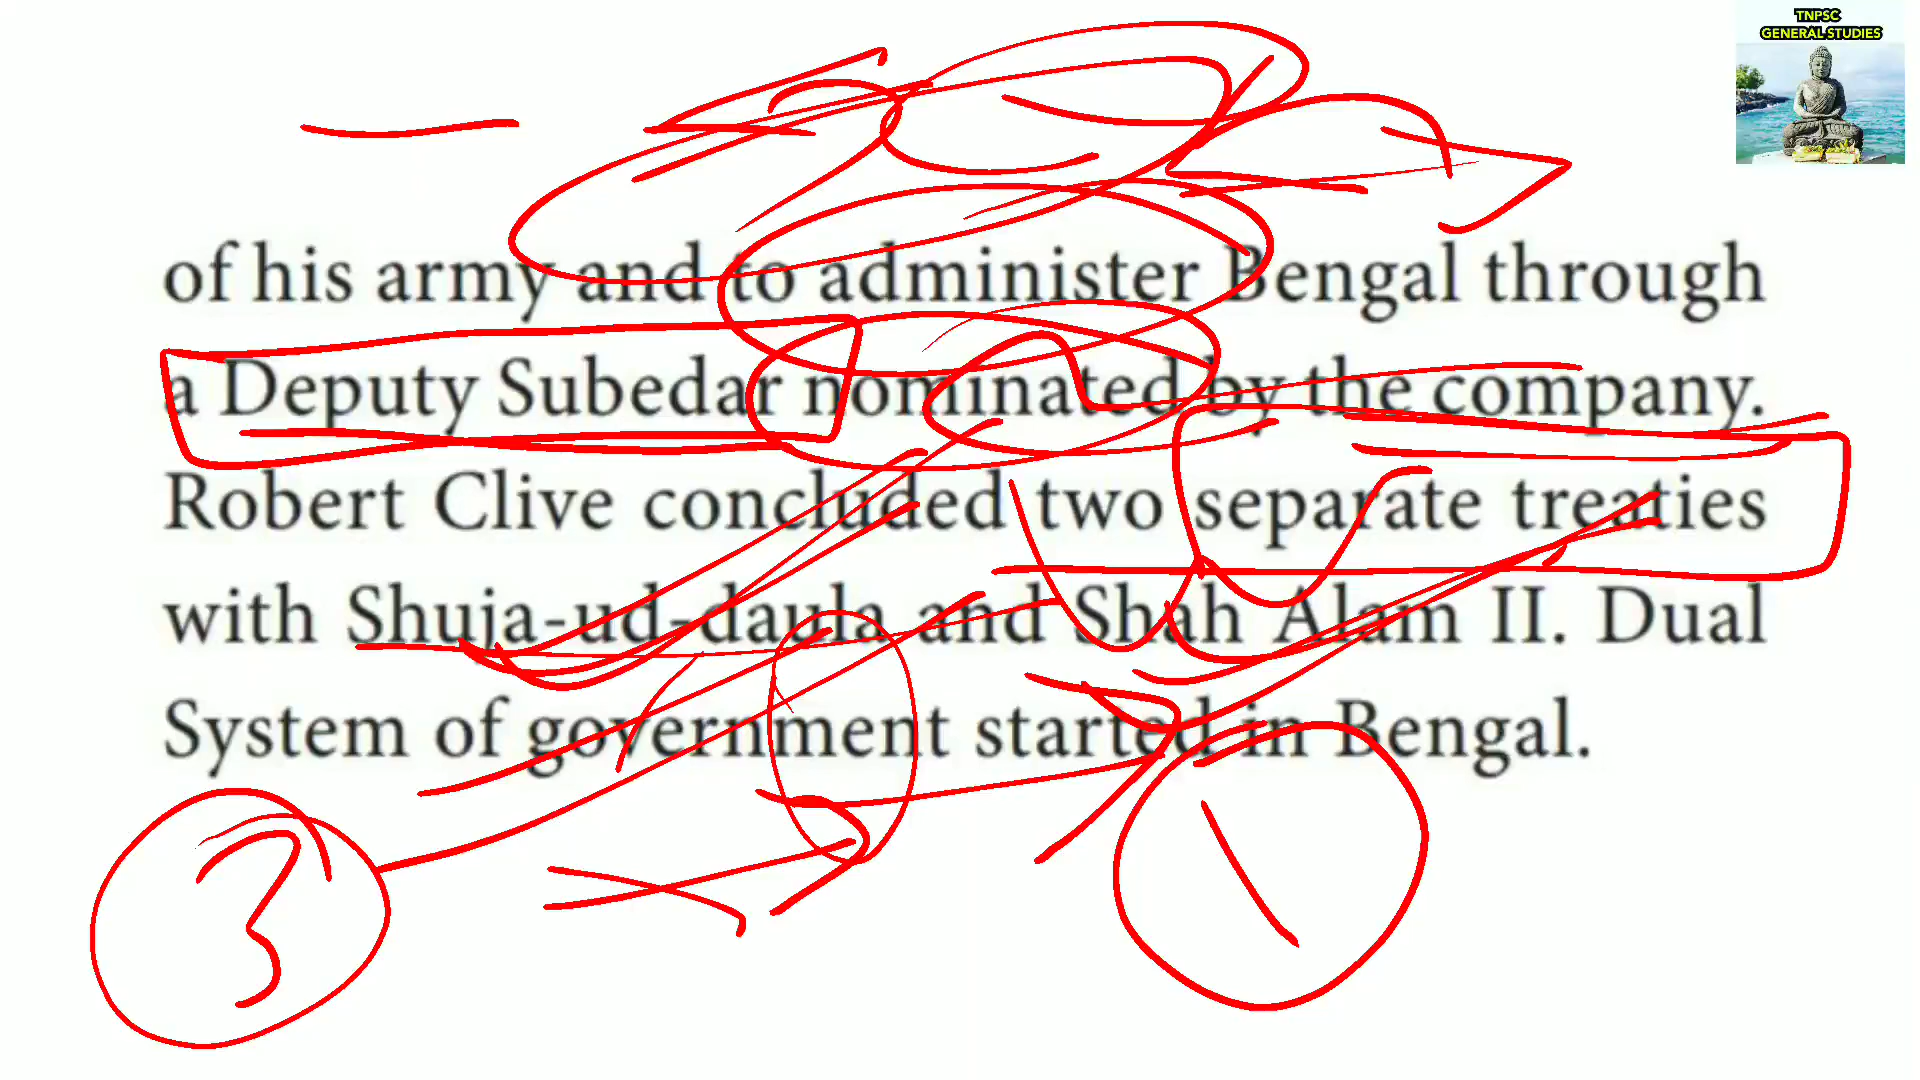 TNPSC
GENERAL STUDIES
of his army and to administer Bengal through
a Deputy Subedar nominated by the company.
Robert Clive concluded two separate treaties
with Shuja-ud-daula and Shah Alam II. Dual
System of government started in Bengal.
3
1